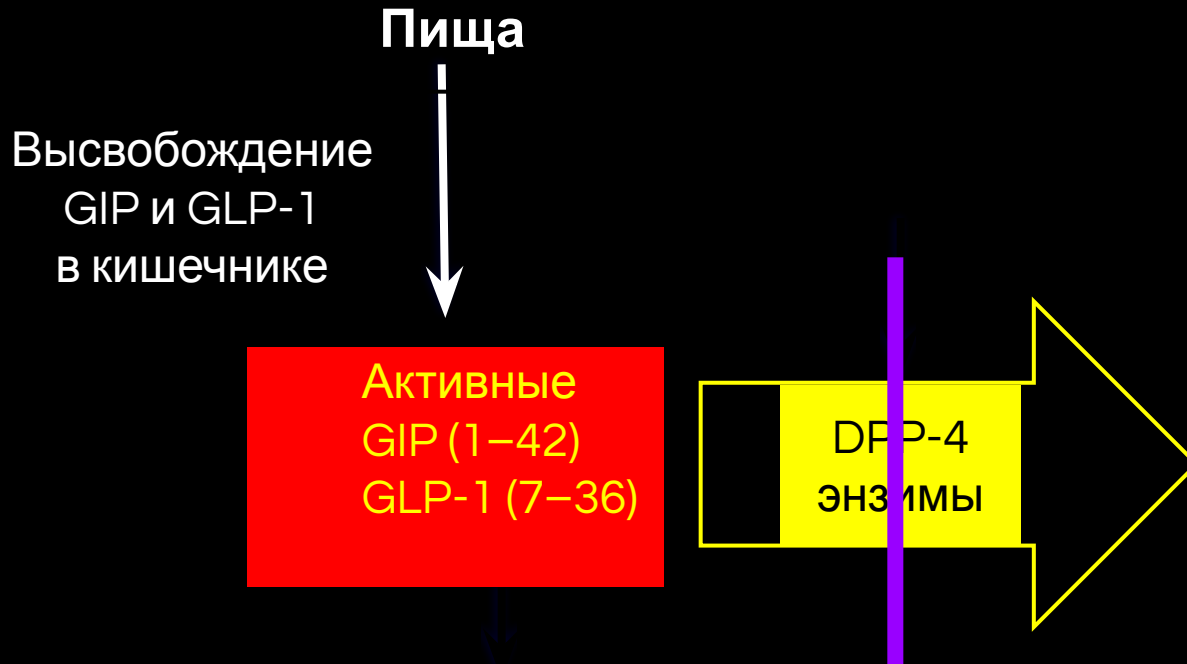 Пища
Высвобождение
GIP и GLP-1
в кишечнике
Активные
GIP (1–42)
GLP-1 (7–36)
DPP-4
энзимы